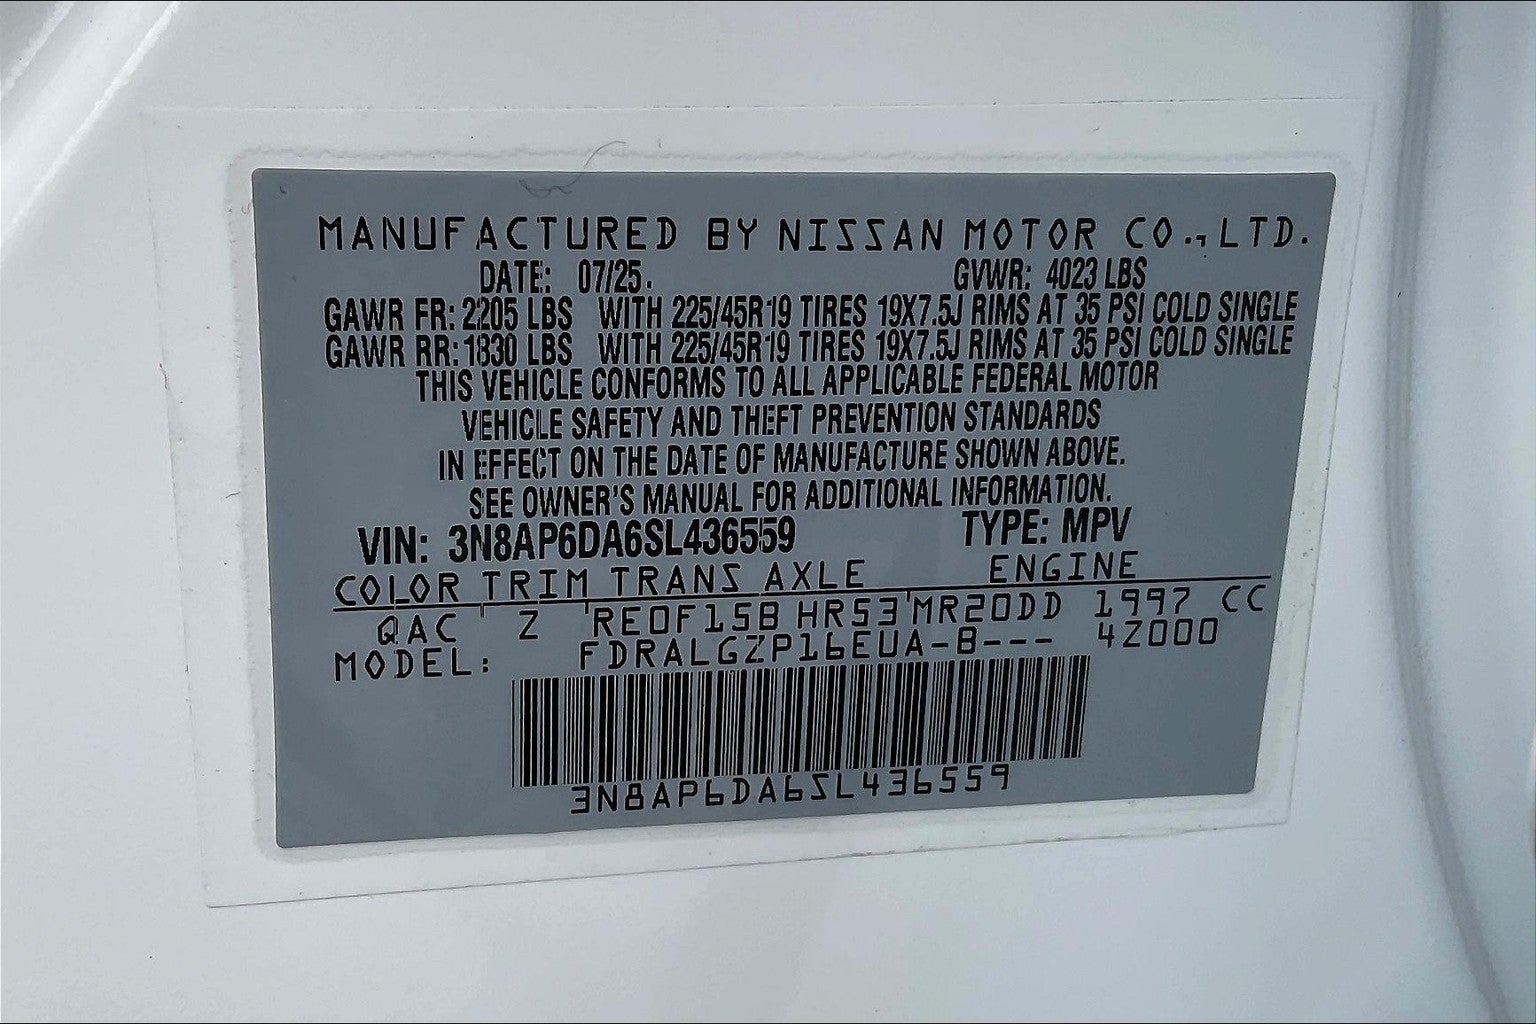 MANUFACTURED BY NISSAN MOTOR CO., LTD.
DATE: 07/25. GVWR: 4023 LBS
GAWR FR: 2205 LBS WITH 225/45R19 TIRES 19X7.5J RIMS AT 35 PSI COLD SINGLE
GAWR RR: 1830 LBS WITH 225/45R19 TIRES 19X7.5J RIMS AT 35 PSI COLD SINGLE
THIS VEHICLE CONFORMS TO ALL APPLICABLE FEDERAL MOTOR
VEHICLE SAFETY AND THEFT PREVENTION STANDARDS
IN EFFECT ON THE DATE OF MANUFACTURE SHOWN ABOVE.
SEE OWNER'S MANUAL FOR ADDITIONAL INFORMATION.
VIN: 3N8AP6DA6SL436559 TYPE: MPV
COLOR TRIM TRANS AXLE ENGINE
QAC Z RE0F15B HR53 MR20DD 1997 CC
MODEL: FDRALGZP16EUA-B--- 4Z000
3N8AP6DA6SL436559